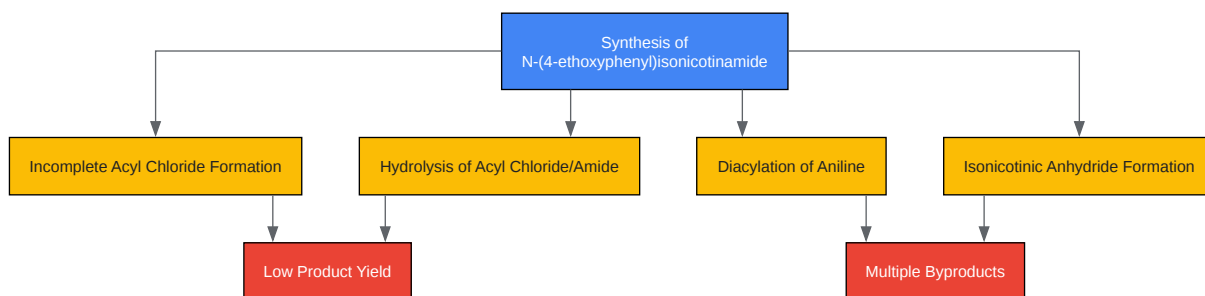 Synthesis of
N-(4-ethoxyphenyl)isonicotinamide
Incomplete Acyl Chloride Formation
Hydrolysis of Acyl Chloride/Amide
Diacylation of Aniline
Isonicotinic Anhydride Formation
Low Product Yield
Multiple Byproducts